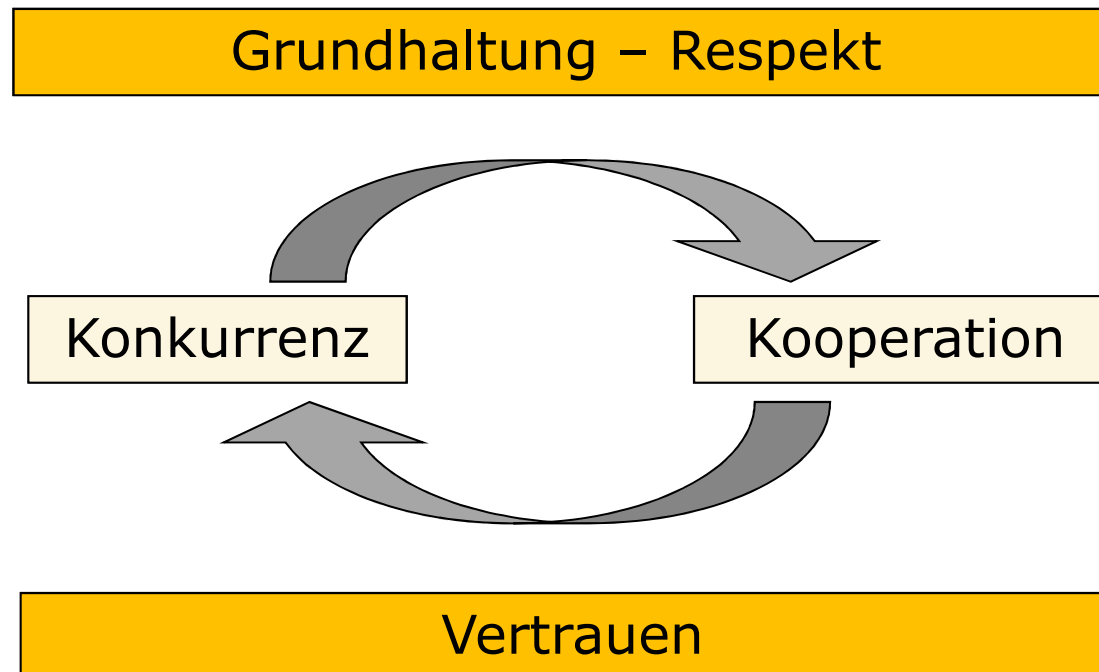 Grundhaltung – Respekt
Konkurrenz
Kooperation
Vertrauen